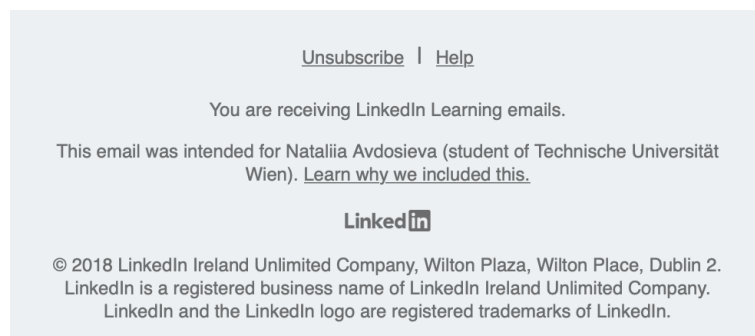 Unsubscribe | Help
You are receiving LinkedIn Learning emails.
This email was intended for Nataliia Avdosieva (student of Technische Universität
Wien). Learn why we included this.
Linked in
© 2018 LinkedIn Ireland Unlimited Company, Wilton Plaza, Wilton Place, Dublin 2.
LinkedIn is a registered business name of LinkedIn Ireland Unlimited Company.
LinkedIn and the LinkedIn logo are registered trademarks of LinkedIn.